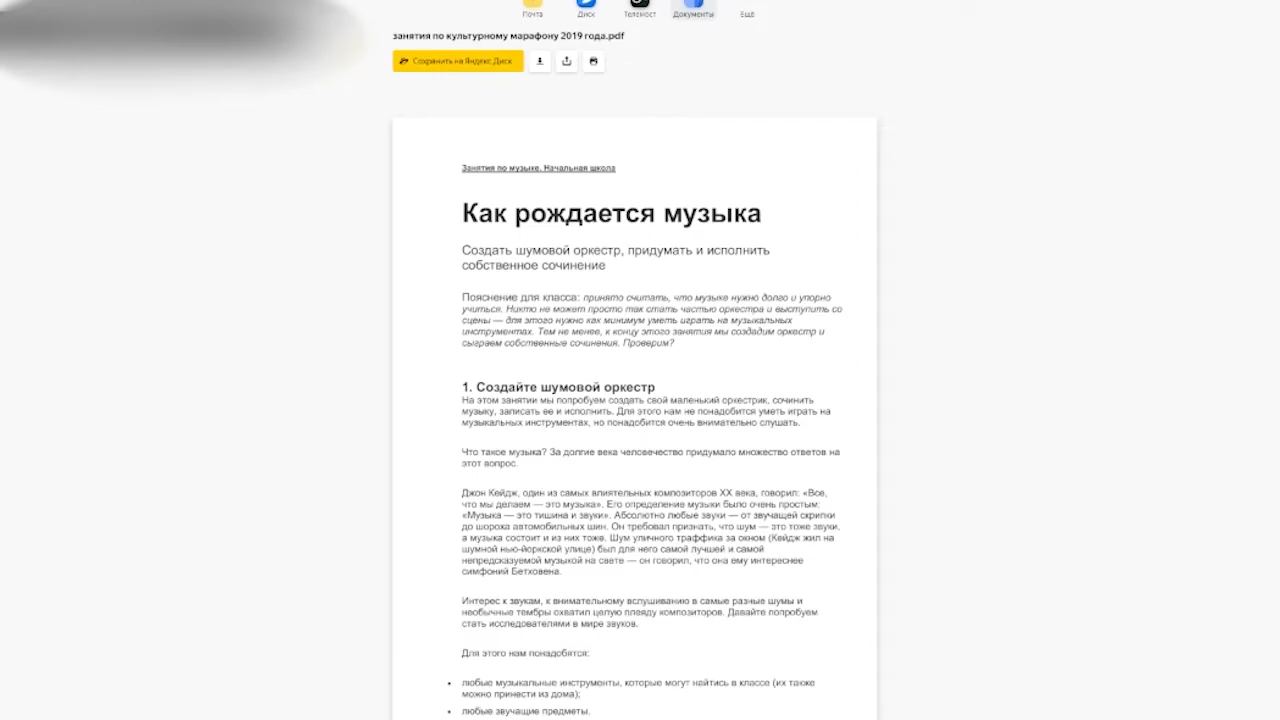 Почта
Диск
Телемост
Документы
Ещё
занятия по культурному марафону 2019 года.pdf
Сохранить на Яндекс Диск
Занятия по музыке. Начальная школа
Как рождается музыка
Создать шумовой оркестр, придумать и исполнить
собственное сочинение
Пояснение для класса: принято считать, что музыке нужно долго и упорно
учиться. Никто не может просто так стать частью оркестра и выступить со
сцены — для этого нужно как минимум уметь играть на музыкальных
инструментах. Тем не менее, к концу этого занятия мы создадим оркестр и
сыграем собственные сочинения. Проверим?
1. Создайте шумовой оркестр
На этом занятии мы попробуем создать свой маленький оркестрик, сочинить
музыку, записать ее и исполнить. Для этого нам не понадобится уметь играть на
музыкальных инструментах, но понадобится очень внимательно слушать.
Что такое музыка? За долгие века человечество придумало множество ответов на
этот вопрос.
Джон Кейдж, один из самых влиятельных композиторов XX века, говорил: «Все,
что мы делаем — это музыка». Его определение музыки было очень простым:
«Музыка — это тишина и звуки». Абсолютно любые звуки — от звучащей скрипки
до шороха автомобильных шин. Он требовал признать, что шум — это тоже звуки,
а музыка состоит и из них тоже. Шум уличного траффика за окном (Кейдж жил на
шумной нью-йоркской улице) был для него самой лучшей и самой
непредсказуемой музыкой на свете — он говорил, что она ему интереснее
симфоний Бетховена.
Интерес к звукам, к внимательному вслушиванию в самые разные шумы и
необычные тембры охватил целую плеяду композиторов. Давайте попробуем
стать исследователями в мире звуков.
Для этого нам понадобятся:
• любые музыкальные инструменты, которые могут найтись в классе (их также
можно принести из дома);
• любые звучащие предметы.